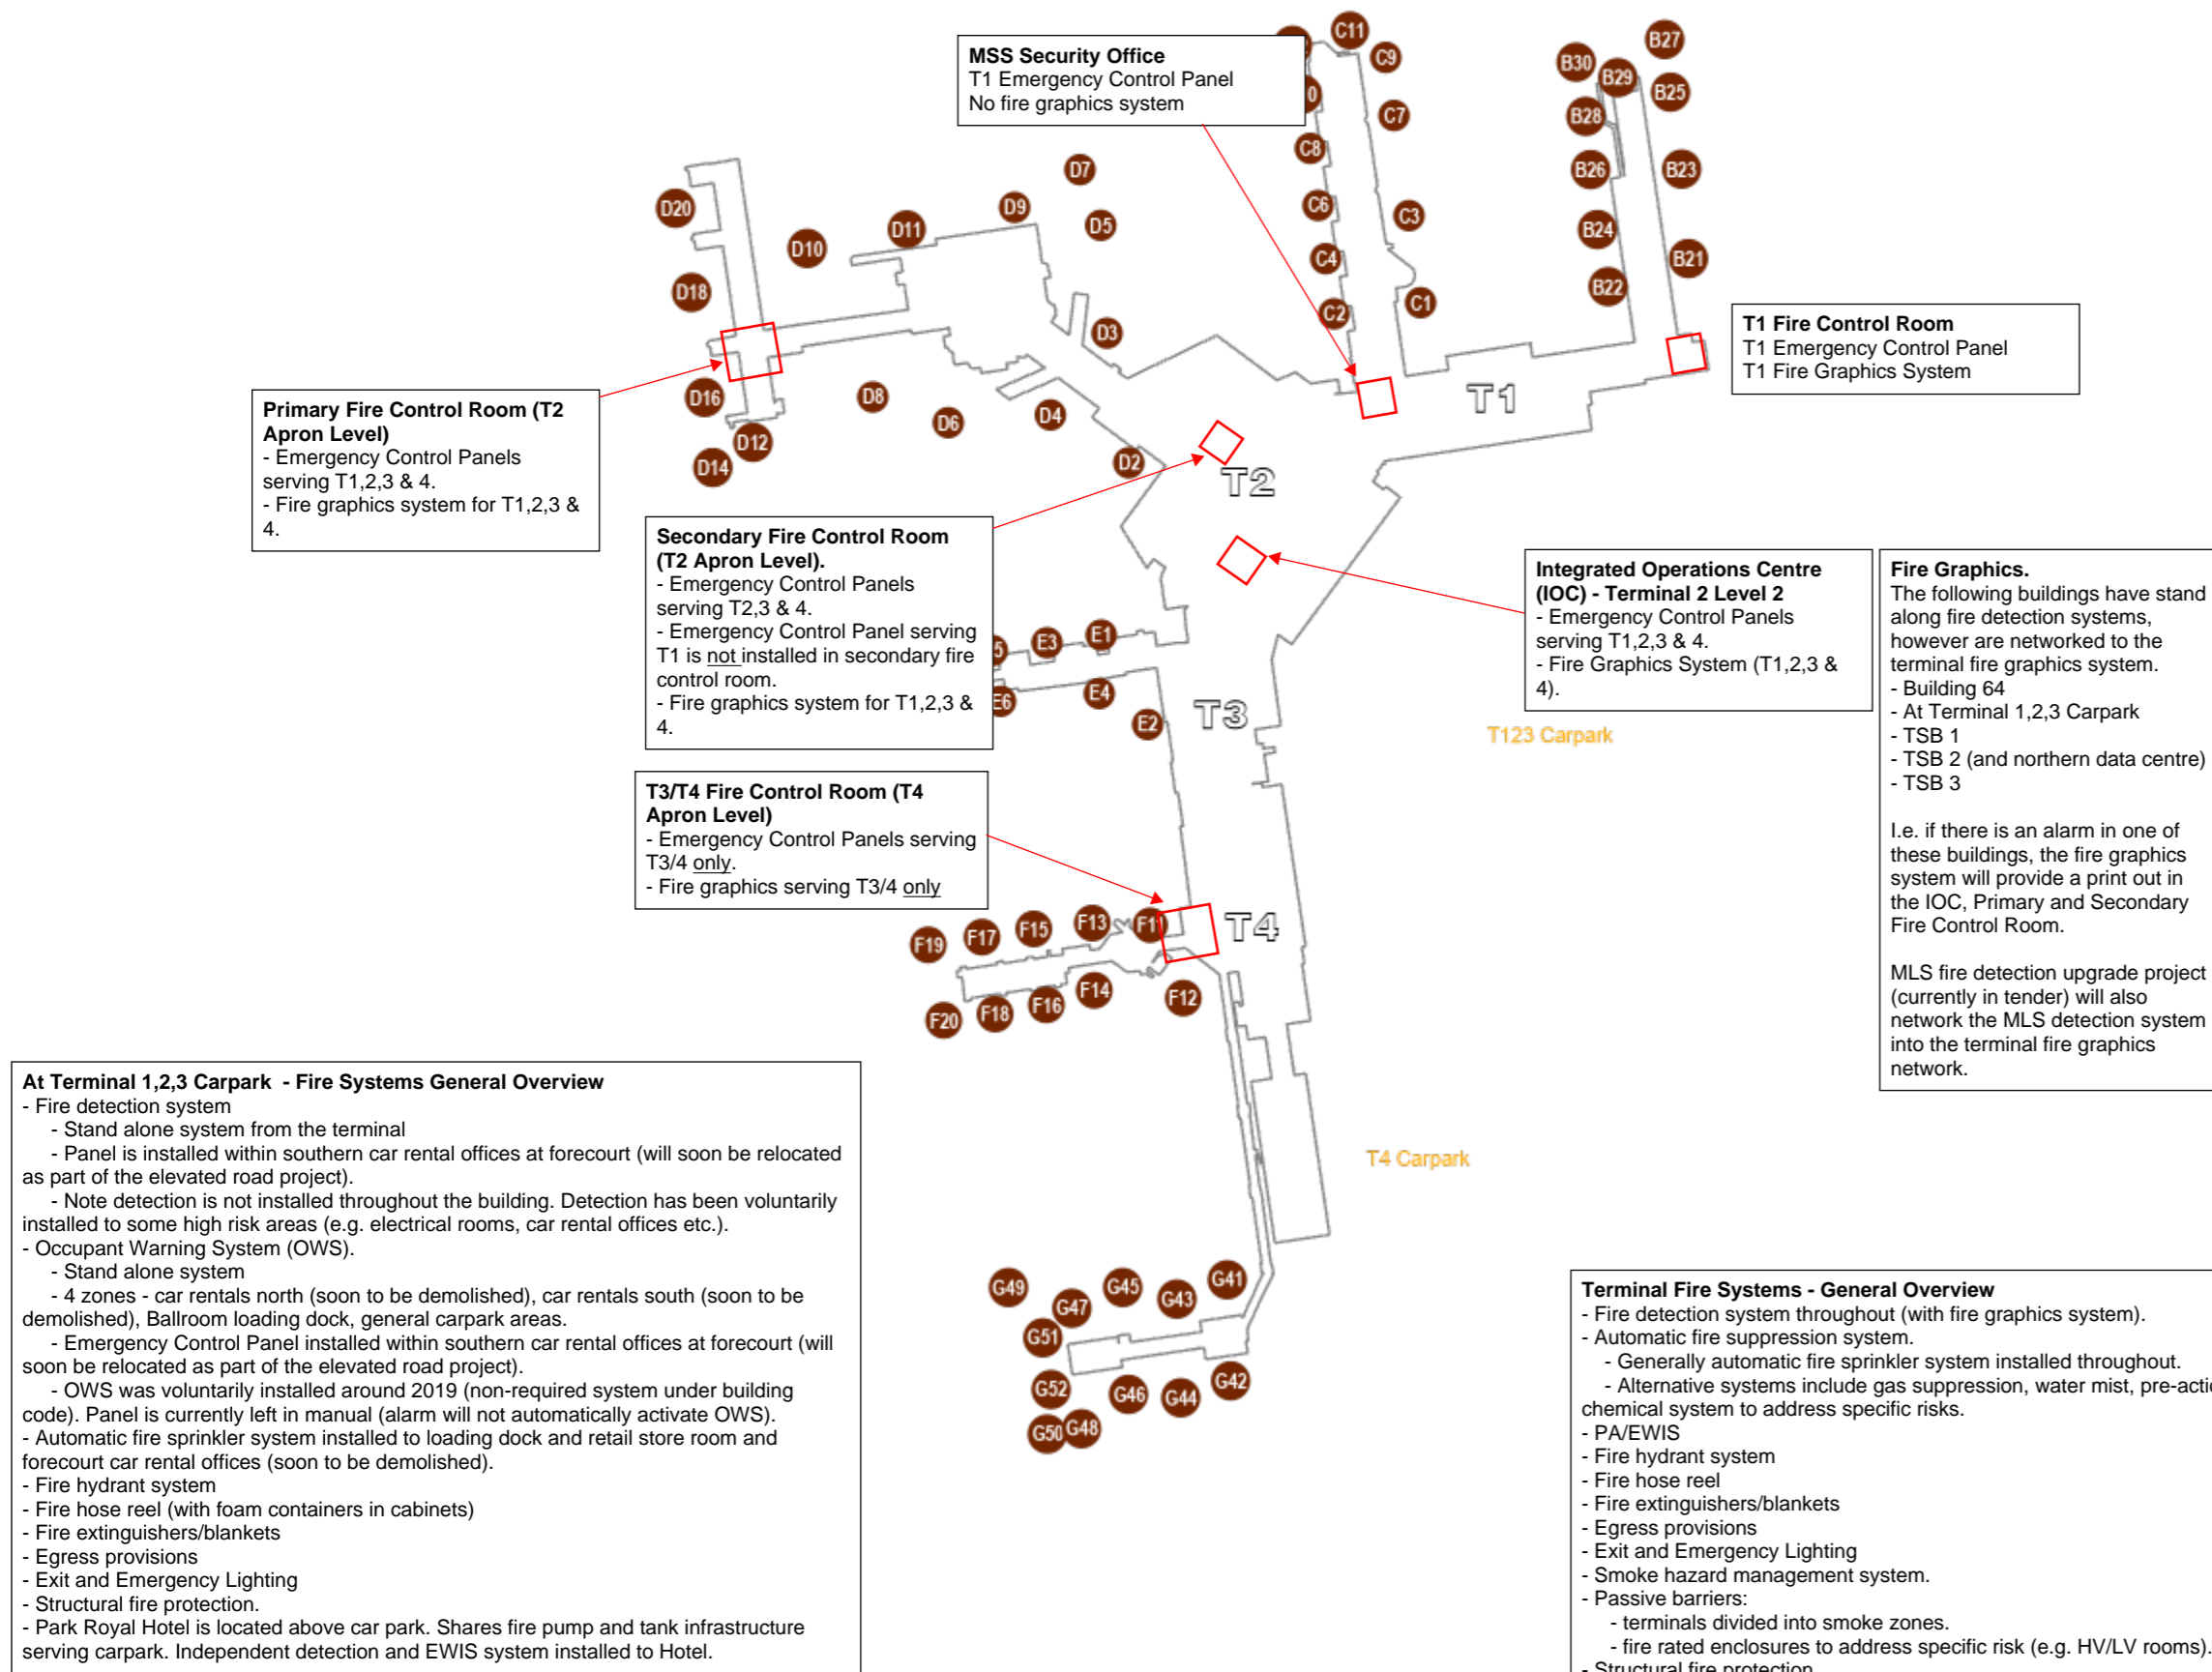 MSS Security Office
T1 Emergency Control Panel
No fire graphics system
C11
C9
0
C7
C8
C6
C3
C4
C2
C1
B27
B30
B29
B25
B28
B26
B23
B24
B21
B22
D7
D20
D9
D11
D5
D10
D18
D3
D16
D8
D6
D4
D12
D14
D2
T1 Fire Control Room
T1 Emergency Control Panel
T1 Fire Graphics System
T1
T2
Primary Fire Control Room (T2
Apron Level)
- Emergency Control Panels
serving T1,2,3 & 4.
- Fire graphics system for T1,2,3 &
4.
Secondary Fire Control Room
(T2 Apron Level).
- Emergency Control Panels
serving T2,3 & 4.
- Emergency Control Panel serving
T1 is not installed in secondary fire
control room.
- Fire graphics system for T1,2,3 &
4.
Integrated Operations Centre
(IOC) - Terminal 2 Level 2
- Emergency Control Panels
serving T1,2,3 & 4.
- Fire Graphics System (T1,2,3 &
4).
Fire Graphics.
The following buildings have stand
along fire detection systems,
however are networked to the
terminal fire graphics system.
- Building 64
- At Terminal 1,2,3 Carpark
- TSB 1
- TSB 2 (and northern data centre)
- TSB 3
I.e. if there is an alarm in one of
these buildings, the fire graphics
system will provide a print out in
the IOC, Primary and Secondary
Fire Control Room.
MLS fire detection upgrade project
(currently in tender) will also
network the MLS detection system
into the terminal fire graphics
network.
5
E3
E1
E6
E4
E2
T3
T123 Carpark
T3/T4 Fire Control Room (T4
Apron Level)
- Emergency Control Panels serving
T3/4 only.
- Fire graphics serving T3/4 only
F19
F17
F15
F13
F11
T4
F20
F18
F16
F14
F12
T4 Carpark
At Terminal 1,2,3 Carpark - Fire Systems General Overview
- Fire detection system
- Stand alone system from the terminal
- Panel is installed within southern car rental offices at forecourt (will soon be relocated
as part of the elevated road project).
- Note detection is not installed throughout the building. Detection has been voluntarily
installed to some high risk areas (e.g. electrical rooms, car rental offices etc.).
- Occupant Warning System (OWS).
- Stand alone system
- 4 zones - car rentals north (soon to be demolished), car rentals south (soon to be
demolished), Ballroom loading dock, general carpark areas.
- Emergency Control Panel installed within southern car rental offices at forecourt (will
soon be relocated as part of the elevated road project).
- OWS was voluntarily installed around 2019 (non-required system under building
code). Panel is currently left in manual (alarm will not automatically activate OWS).
- Automatic fire sprinkler system installed to loading dock and retail store room and
forecourt car rental offices (soon to be demolished).
- Fire hydrant system
- Fire hose reel (with foam containers in cabinets)
- Fire extinguishers/blankets
- Egress provisions
- Exit and Emergency Lighting
- Structural fire protection.
- Park Royal Hotel is located above car park. Shares fire pump and tank infrastructure
serving carpark. Independent detection and EWIS system installed to Hotel.
G49
G47
G45
G43
G41
G51
G52
G46
G44
G42
G50
G48
Terminal Fire Systems - General Overview
- Fire detection system throughout (with fire graphics system).
- Automatic fire suppression system.
- Generally automatic fire sprinkler system installed throughout.
- Alternative systems include gas suppression, water mist, pre-actic
chemical system to address specific risks.
- PA/EWIS
- Fire hydrant system
- Fire hose reel
- Fire extinguishers/blankets
- Egress provisions
- Exit and Emergency Lighting
- Smoke hazard management system.
- Passive barriers:
- terminals divided into smoke zones.
- fire rated enclosures to address specific risk (e.g. HV/LV rooms).
- Structural fire protection